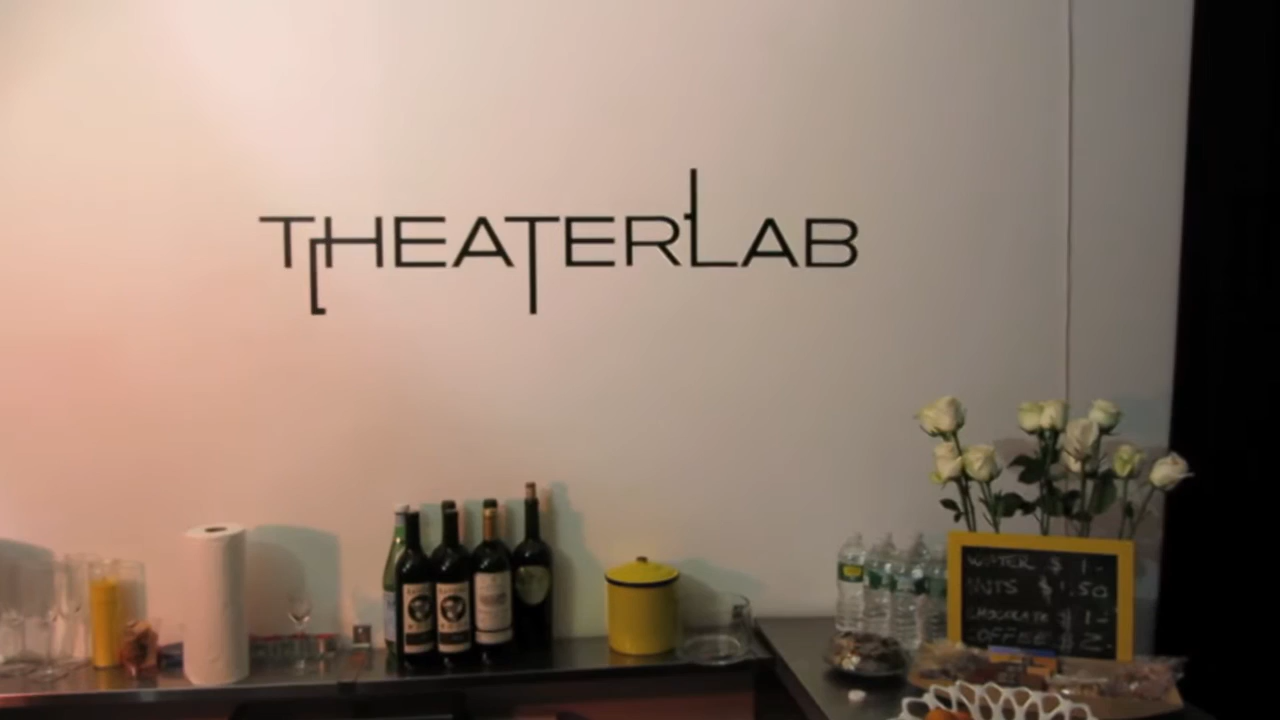 THEATERLAB
WATER $ 1-
NUTS $1.50
CHOCOLATE $ 1-
COFFEE $ 2